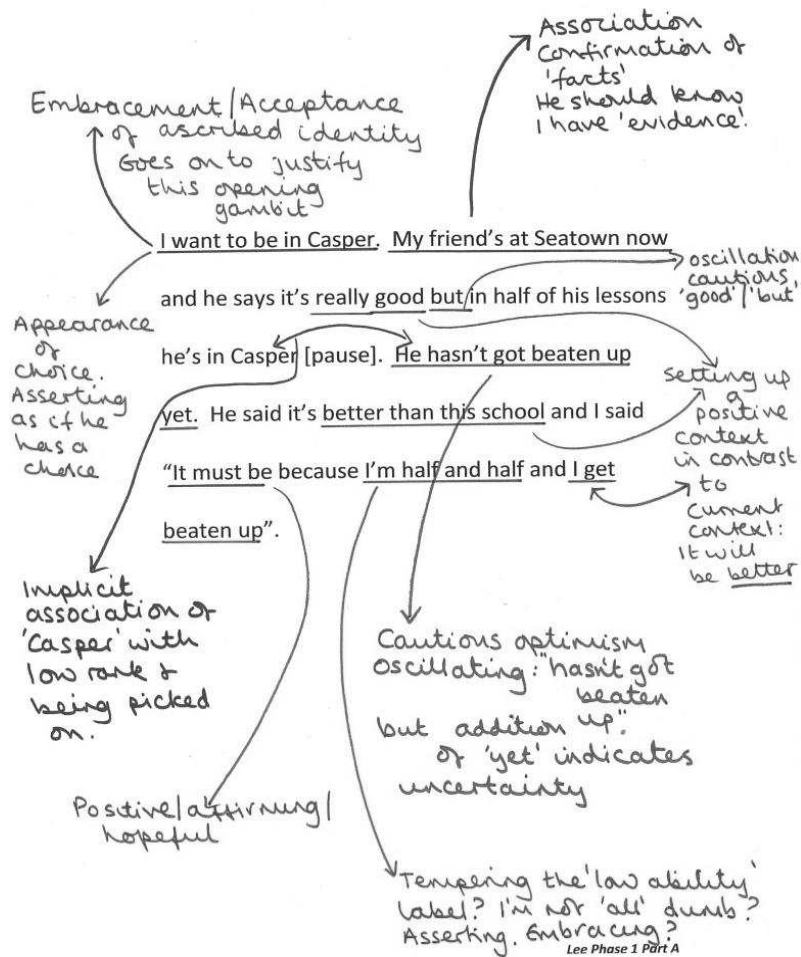 Association
Confirmation of
'facts'
He should know
I have 'evidence'.
Embracement/Acceptance
of ascribed identity
Goes on to justify
this opening
gambit
I want to be in Casper. My friend's at Seatown now
and he says it's really good but in half of his lessons
he's in Casper [pause]. He hasn't got beaten up
yet. He said it's better than this school and I said
"It must be because I'm half and half and I get
beaten up".
oscillation
cautious,
'good'/'but'
Appearance
of
choice.
Asserting
as if he
has a
choice
Setting up
a
positive
context
in contrast
to
current
context:
It will
be better
Implicit
association of
'Casper' with
low rank &
being picked
on.
Cautious optimism
oscillating: "hasn't got
beaten
up".
but addition
of 'yet' indicates
uncertainty
Positive/affirming/
hopeful
Tempering the 'low ability'
label? I'm not 'all' dumb?
Asserting. Embracing?
Lee Phase 1 Part A